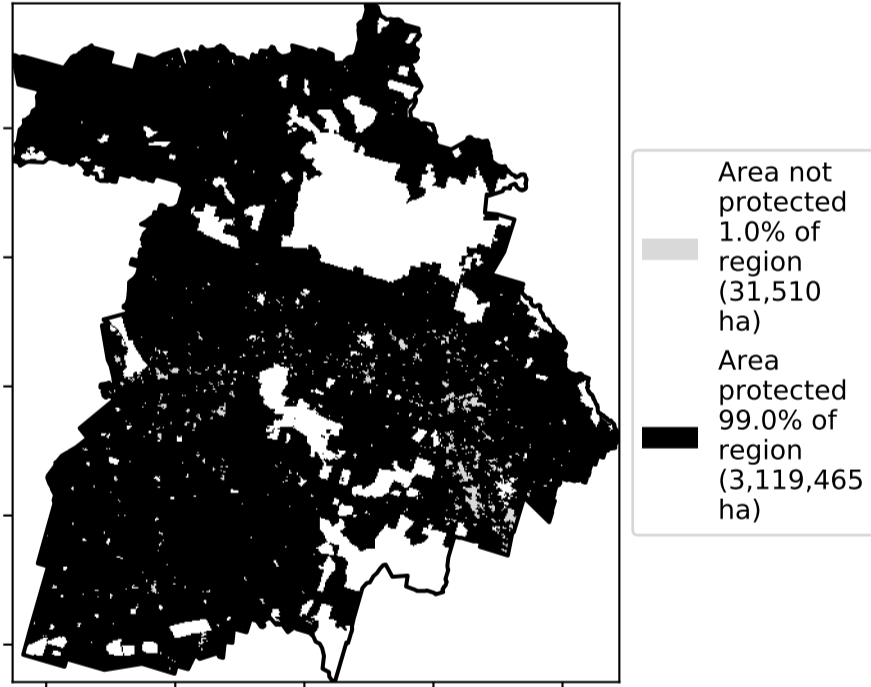 Area not
protected
1.0% of
region
(31,510
ha)
Area
protected
99.0% of
region
(3,119,465
ha)